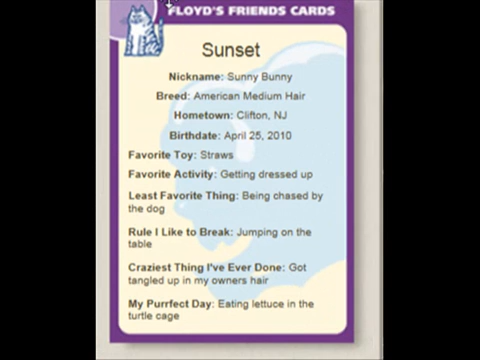 FLOYD'S FRIENDS CARDS
Sunset
Nickname: Sunny Bunny
Breed: American Medium Hair
Hometown: Clifton, NJ
Birthdate: April 25, 2010
Favorite Toy: Straws
Favorite Activity: Getting dressed up
Least Favorite Thing: Being chased by
the dog
Rule I Like to Break: Jumping on the
table
Craziest Thing I've Ever Done: Got
tangled up in my owners hair
My Purrfect Day: Eating lettuce in the
turtle cage